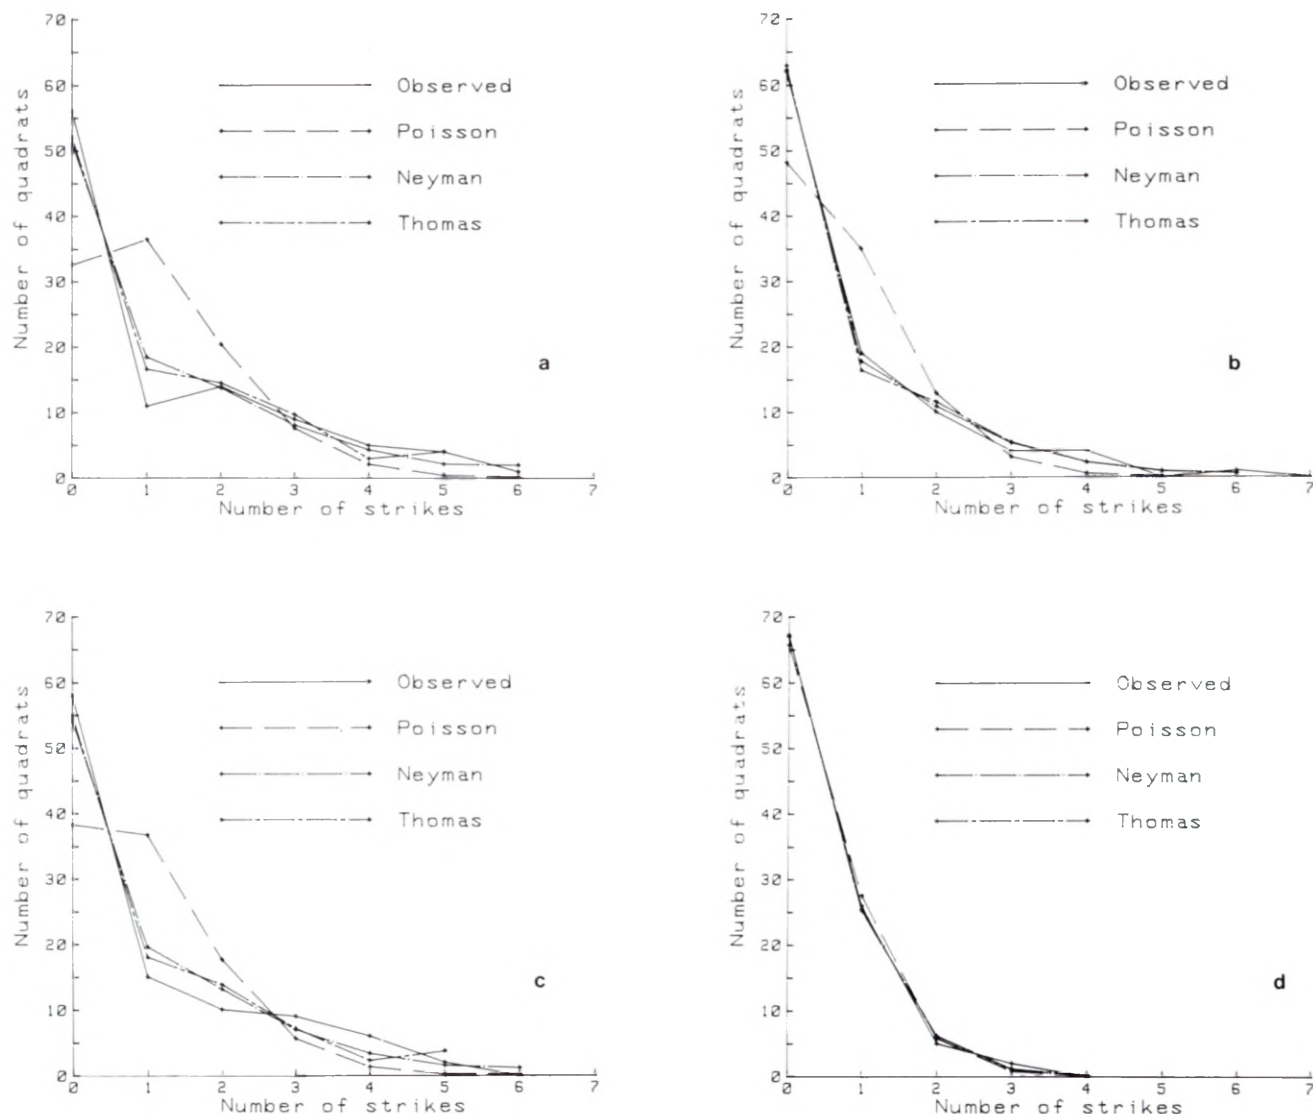 70
60
50
40
30
20
10
0
Number of quadrats
Observed
Poisson
Neyman
Thomas
a
0 1 2 3 4 5 6 7
Number of strikes
70
60
50
40
30
20
10
0
Number of quadrats
Observed
Poisson
Neyman
Thomas
b
0 1 2 3 4 5 6 7
Number of strikes
70
60
50
40
30
20
10
0
Number of quadrats
Observed
Poisson
Neyman
Thomas
c
0 1 2 3 4 5 6 7
Number of strikes
70
60
50
40
30
20
10
0
Number of quadrats
Observed
Poisson
Neyman
Thomas
d
0 1 2 3 4 5 6 7
Number of strikes